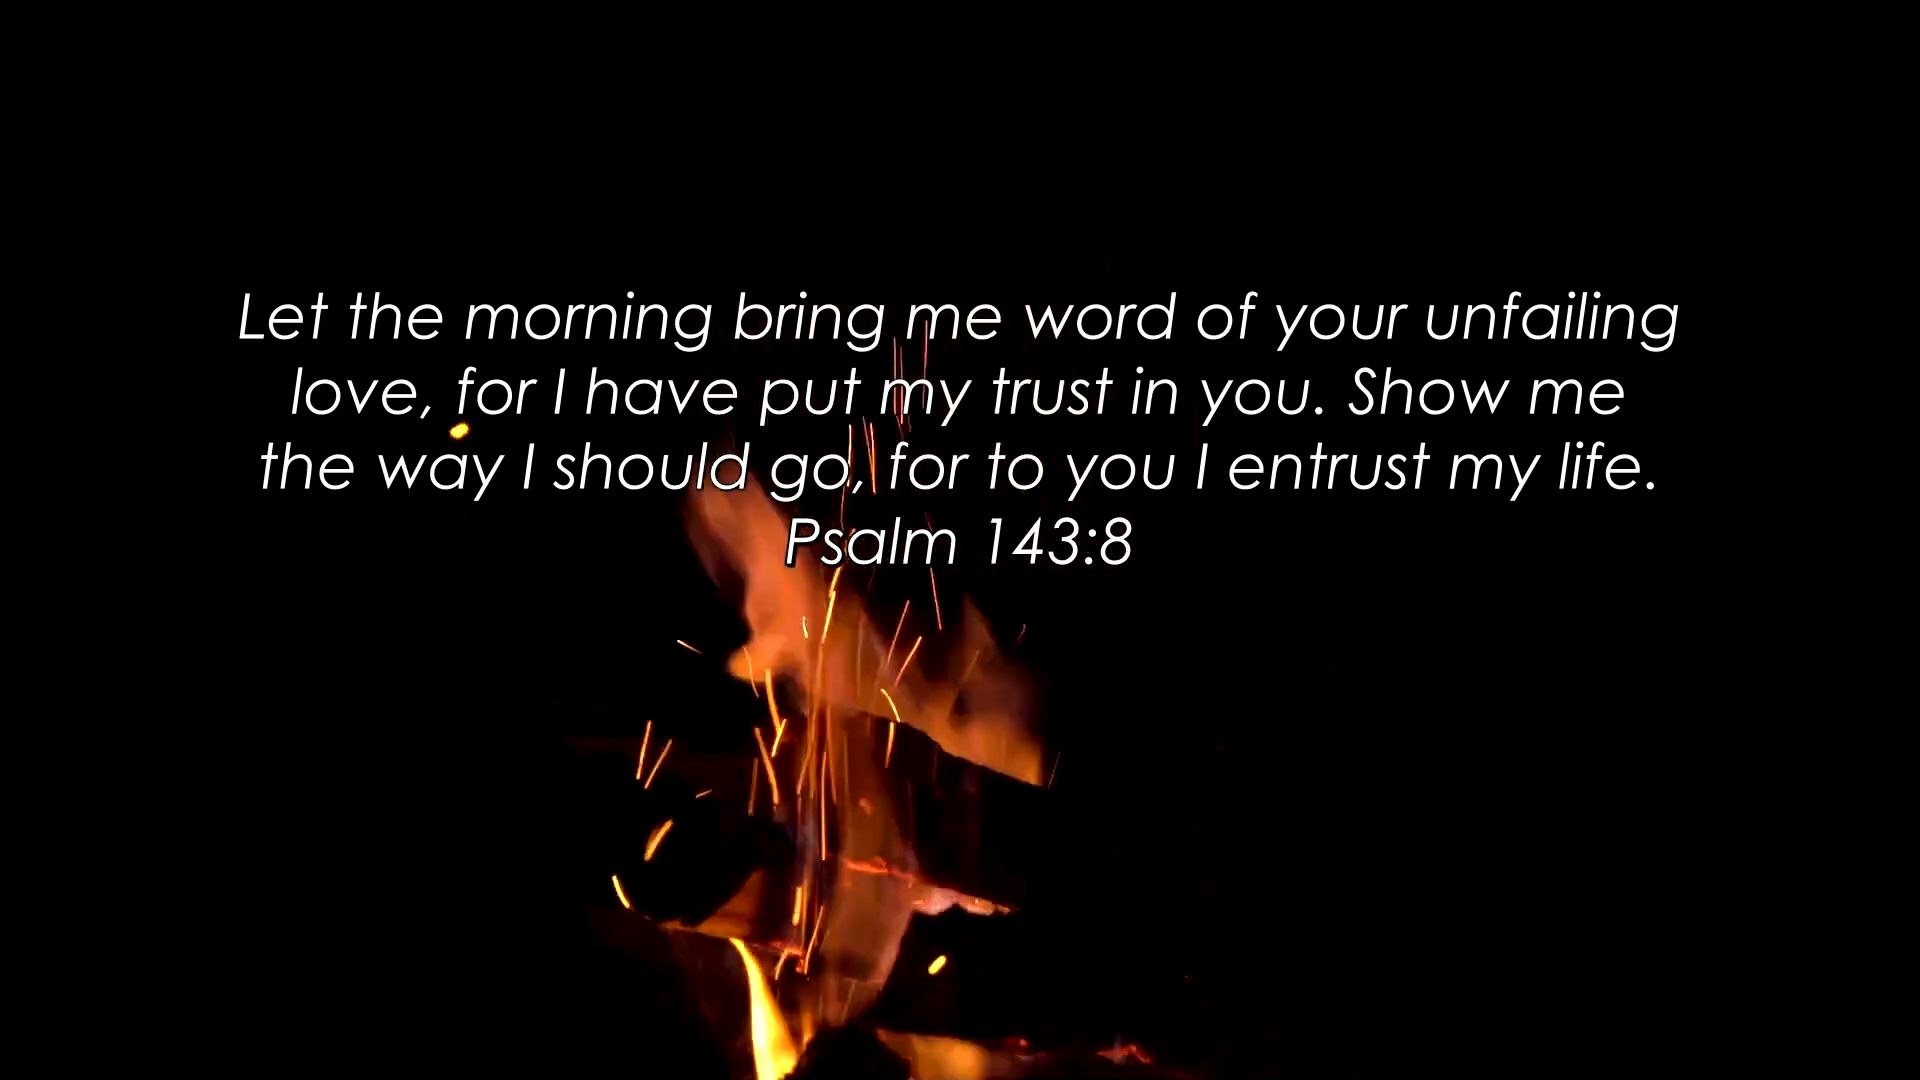 Let the morning bring me word of your unfailing
love, for I have put my trust in you. Show me
the way I should go, for to you I entrust my life.
Psalm 143:8